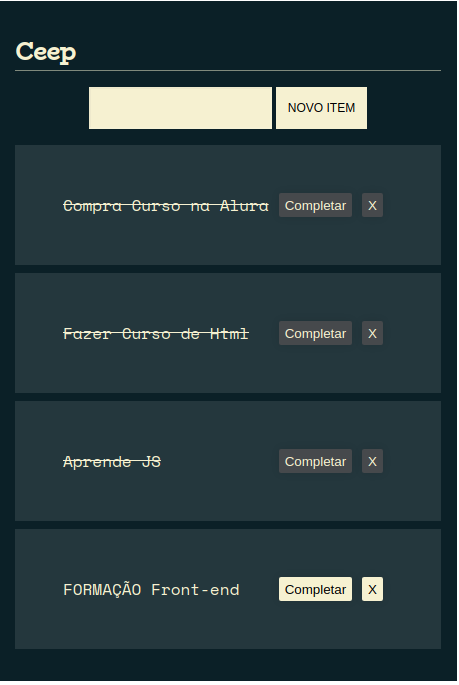 Ceep
NOVO ITEM
Compra Curso na Alura Completar X
Fazer Curso de Html Completar X
Aprende JS Completar X
FORMAÇÃO Front-end Completar X